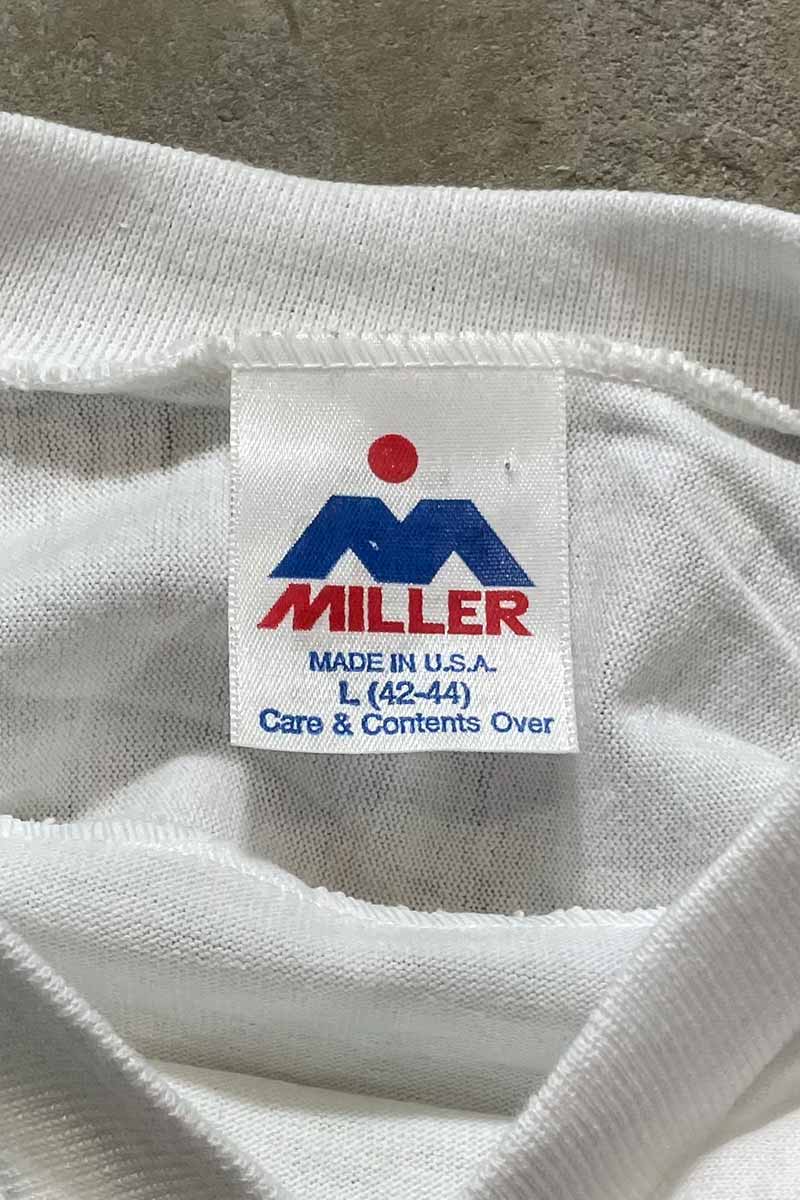 MILLER
MADE IN U.S.A.
L (42-44)
Care & Contents Over